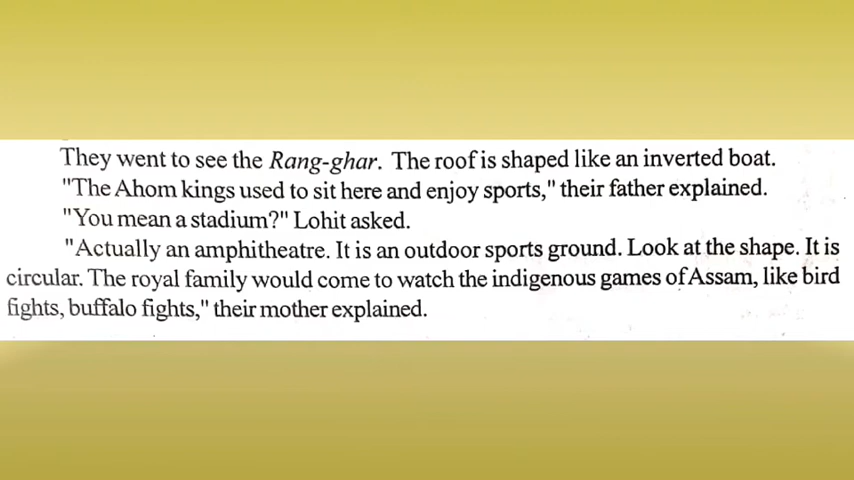 They went to see the Rang-ghar. The roof is shaped like an inverted boat.
"The Ahom kings used to sit here and enjoy sports," their father explained.
"You mean a stadium?" Lohit asked.
"Actually an amphitheatre. It is an outdoor sports ground. Look at the shape. It is
circular. The royal family would come to watch the indigenous games of Assam, like bird
fights, buffalo fights," their mother explained.